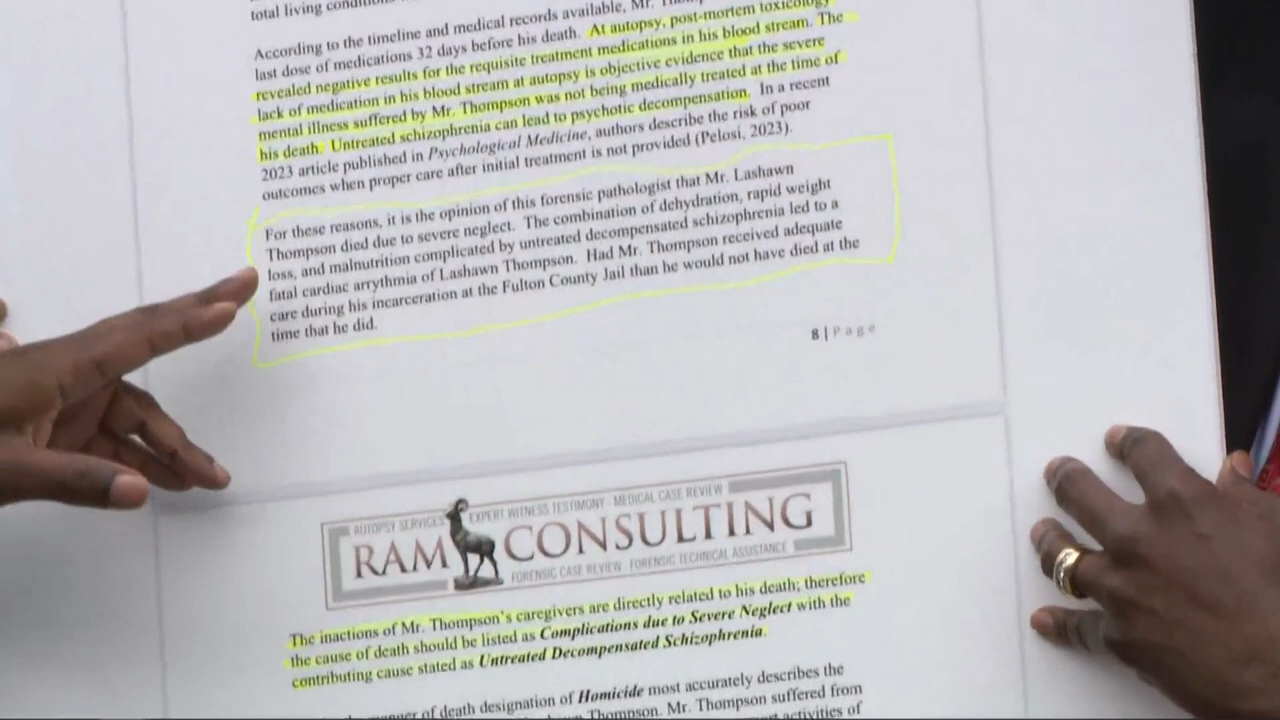 total living conditions
According to the timeline and medical records available, Mr.
last dose of medications 32 days before his death. At autopsy, post-mortem toxicology
revealed negative results for the requisite treatment medications in his blood stream. The
lack of medication in his blood stream at autopsy is objective evidence that the severe
mental illness suffered by Mr. Thompson was not being medically treated at the time of
his death. Untreated schizophrenia can lead to psychotic decompensation. In a recent
2023 article published in Psychological Medicine, authors describe the risk of poor
outcomes when proper care after initial treatment is not provided (Pelosi, 2023).
For these reasons, it is the opinion of this forensic pathologist that Mr. Lashawn
Thompson died due to severe neglect. The combination of dehydration, rapid weight
loss, and malnutrition complicated by untreated decompensated schizophrenia led to a
fatal cardiac arrythmia of Lashawn Thompson. Had Mr. Thompson received adequate
care during his incarceration at the Fulton County Jail than he would not have died at the
time that he did.
8 | Page
AUTOPSY SERVICES EXPERT WITNESS TESTIMONY - MEDICAL CASE REVIEW
RAM CONSULTING
FORENSIC CASE REVIEW - FORENSIC TECHNICAL ASSISTANCE
The inactions of Mr. Thompson's caregivers are directly related to his death; therefore
the cause of death should be listed as Complications due to Severe Neglect with the
contributing cause stated as Untreated Decompensated Schizophrenia.
of death designation of Homicide most accurately describes the
Thompson. Mr. Thompson suffered from
activities of